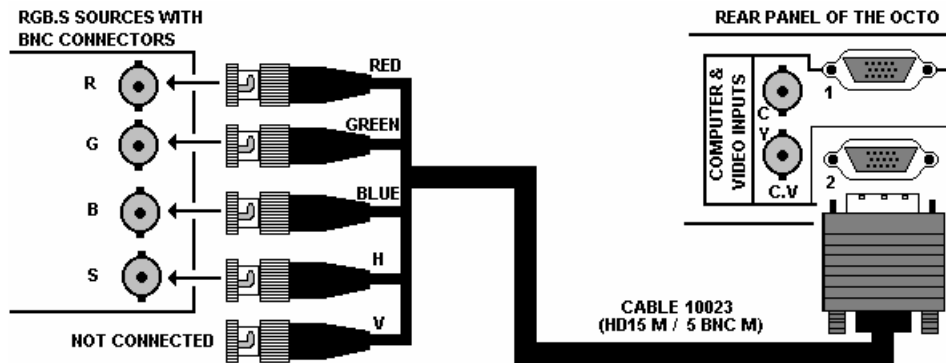 RGB.S SOURCES WITH
BNC CONNECTORS
R
G
B
S
RED
GREEN
BLUE
H
V
NOT CONNECTED
CABLE 10023
(HD15 M / 5 BNC M)
REAR PANEL OF THE OCTO
COMPUTER &
VIDEO INPUTS
C
Y
C.V
1
2